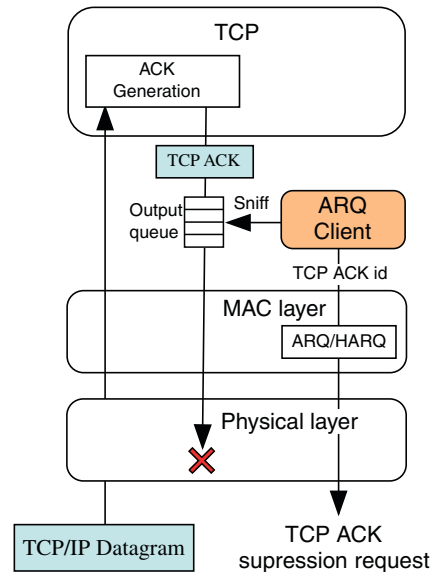 TCP
ACK
Generation
TCP ACK
Output
queue
Sniff
ARQ
Client
TCP ACK id
MAC layer
ARQ/HARQ
Physical layer
TCP/IP Datagram
TCP ACK
supression request